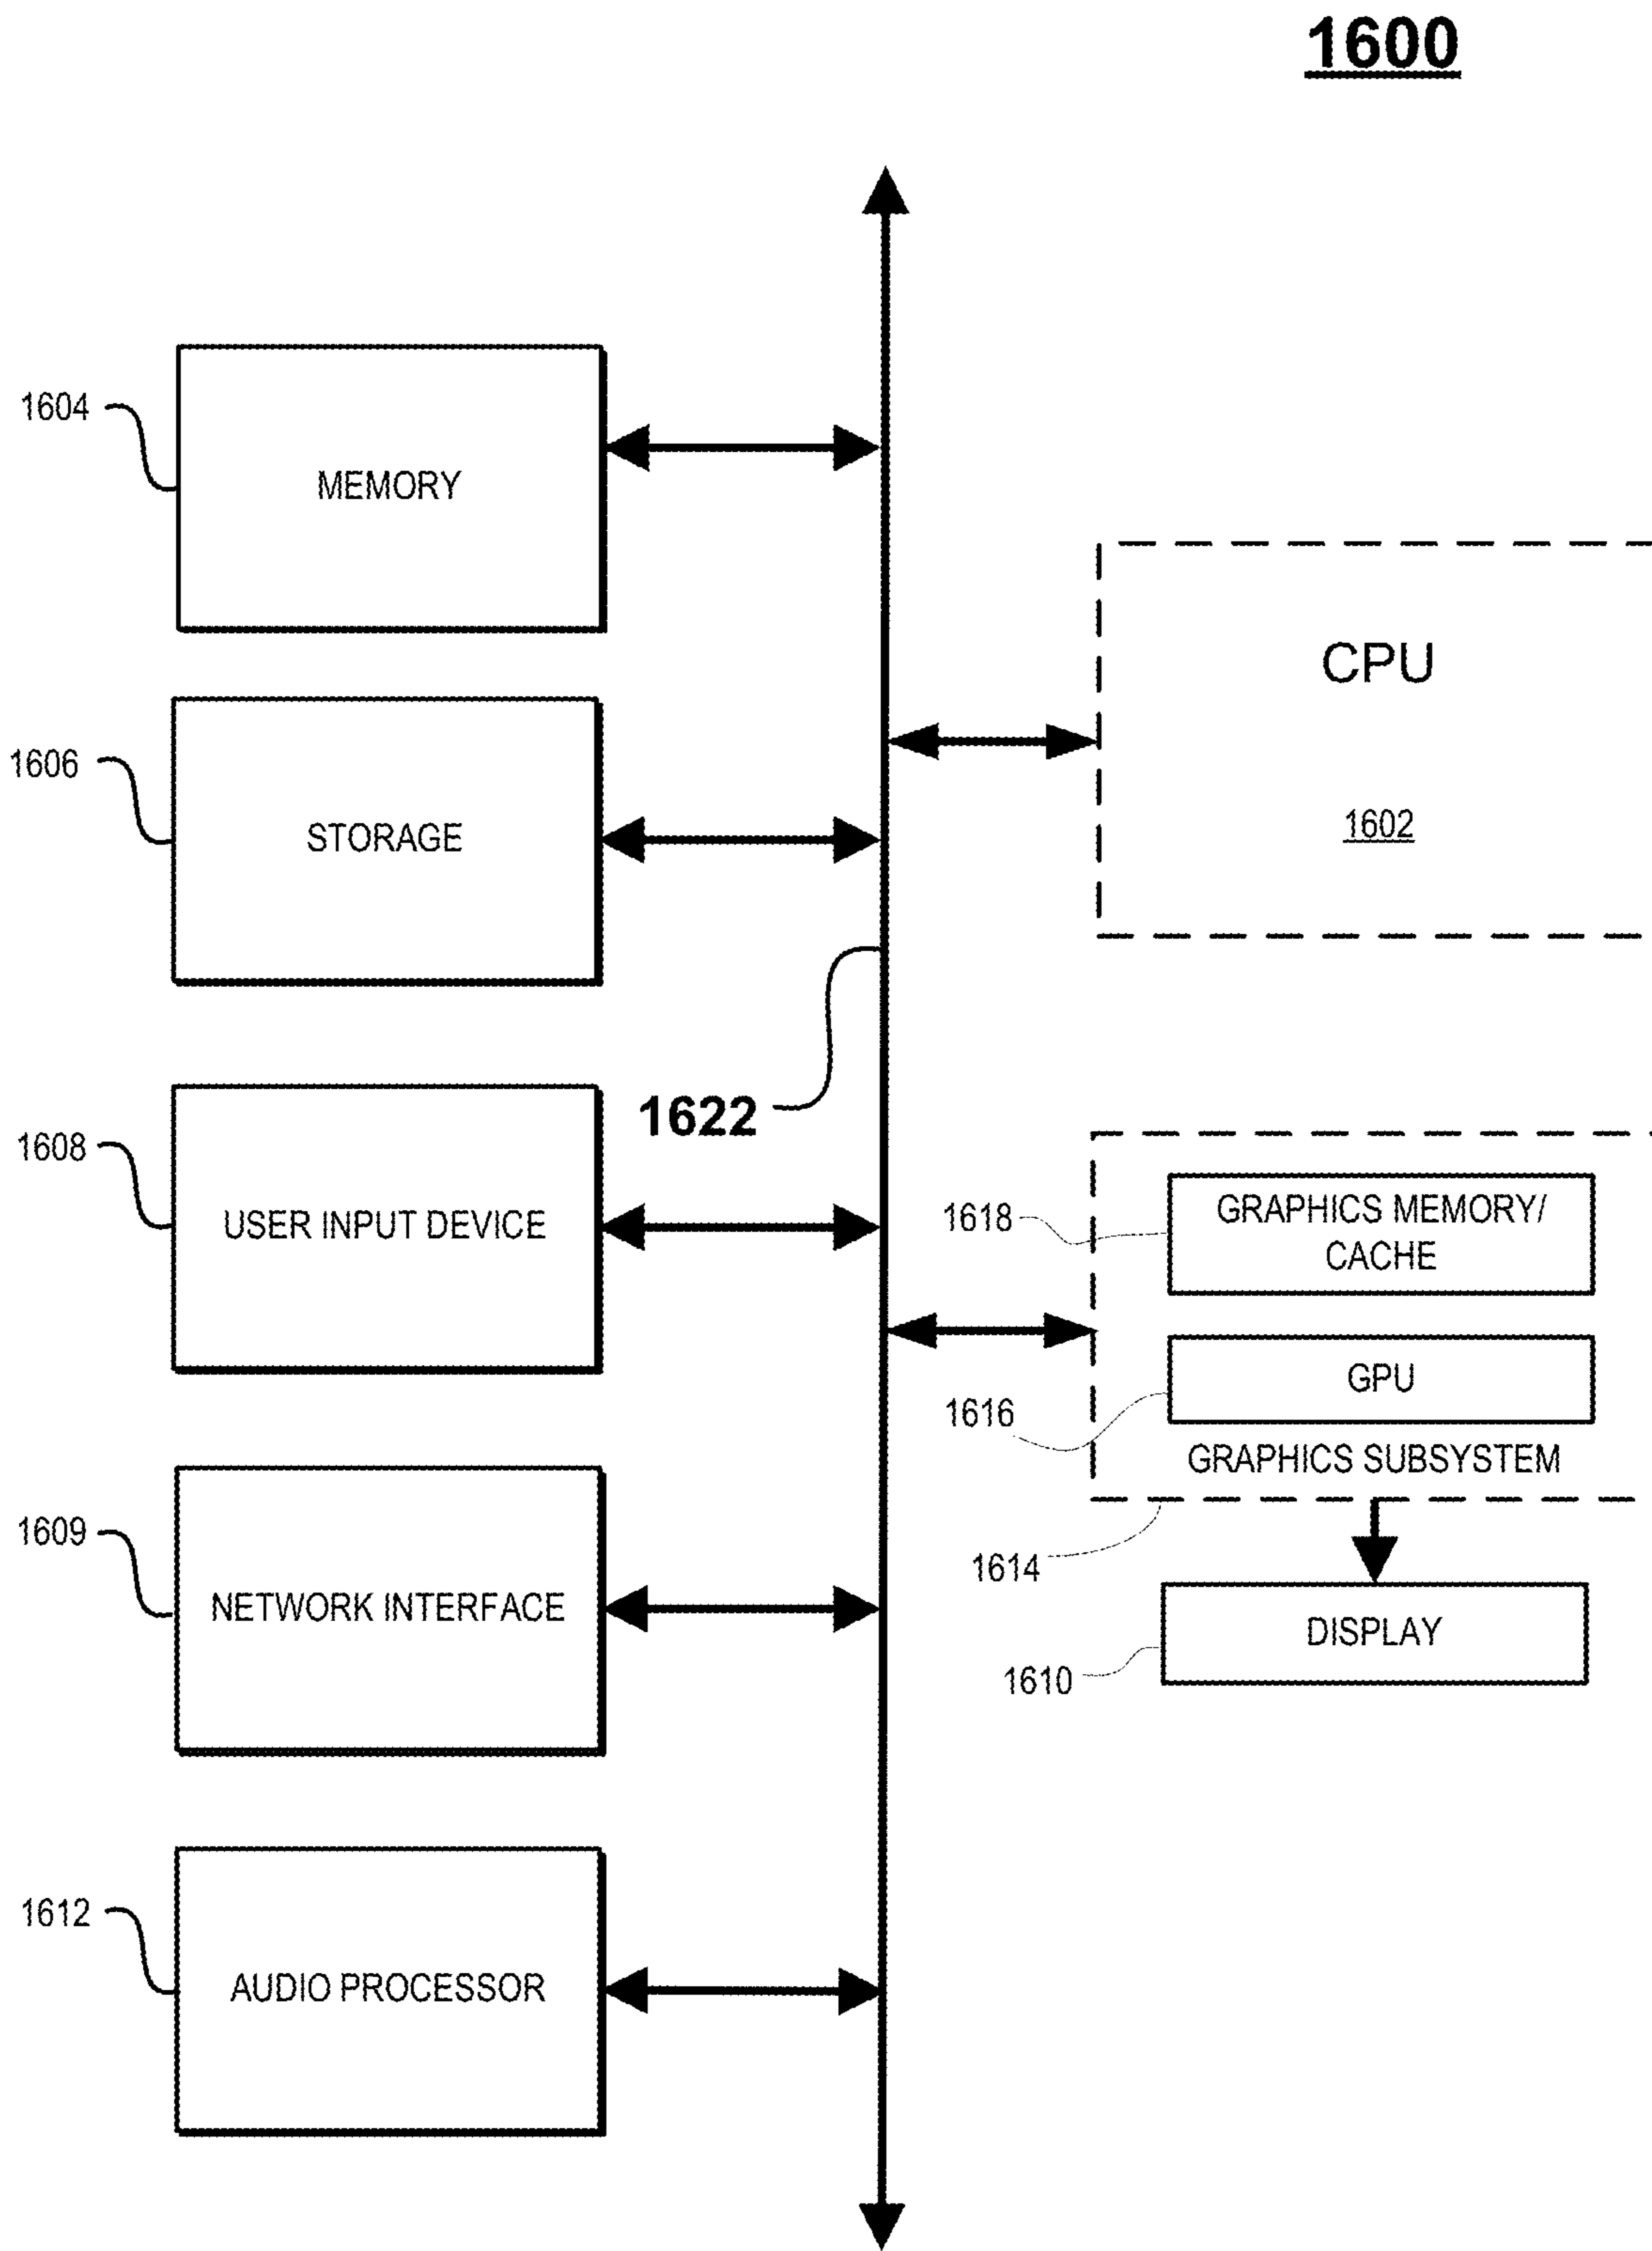 1600
1604
MEMORY
CPU
1602
1606
STORAGE
1622
1608
USER INPUT DEVICE
1618
GRAPHICS MEMORY/
CACHE
1616
GPU
GRAPHICS SUBSYSTEM
1614
1609
NETWORK INTERFACE
1610
DISPLAY
1612
AUDIO PROCESSOR